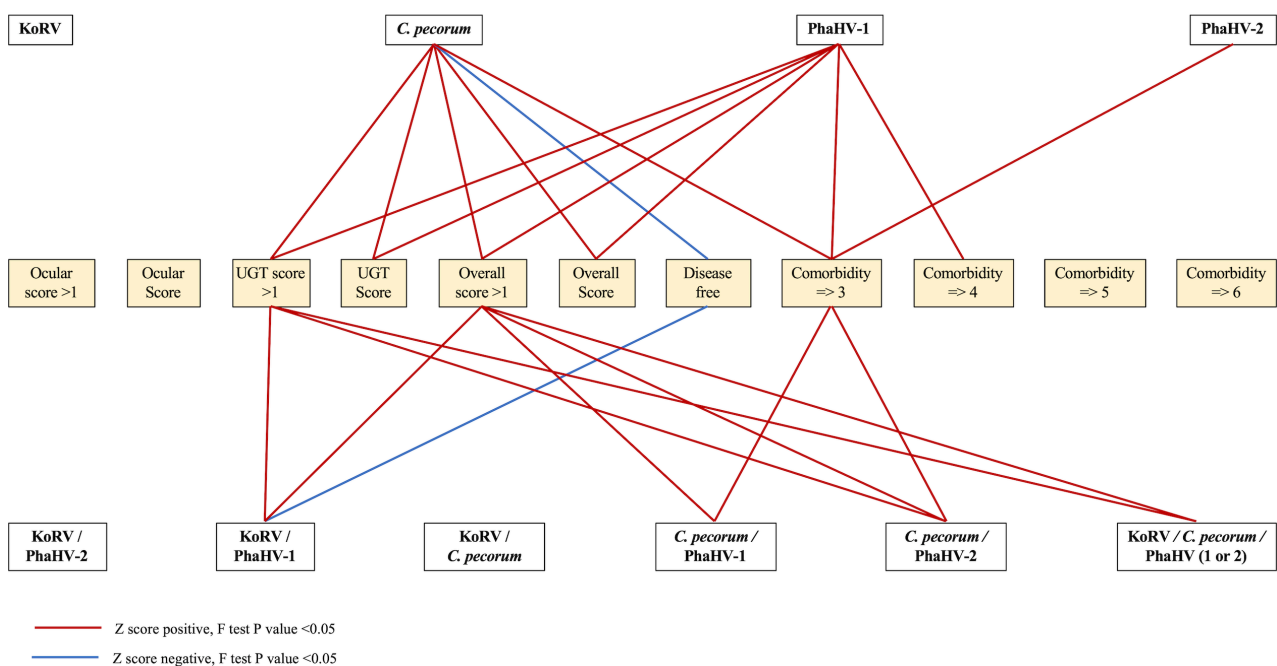 KoRV
C. pecorum
PhaHV-1
PhaHV-2
Ocular
score >1
Ocular
Score
UGT score
>1
UGT
Score
Overall
score >1
Overall
Score
Disease
free
Comorbidity
=> 3
Comorbidity
=> 4
Comorbidity
=> 5
Comorbidity
=> 6
KoRV /
PhaHV-2
KoRV /
PhaHV-1
KoRV /
C. pecorum
C. pecorum /
PhaHV-1
C. pecorum /
PhaHV-2
KoRV / C. pecorum /
PhaHV (1 or 2)
Z score positive, F test P value <0.05
Z score negative, F test P value <0.05